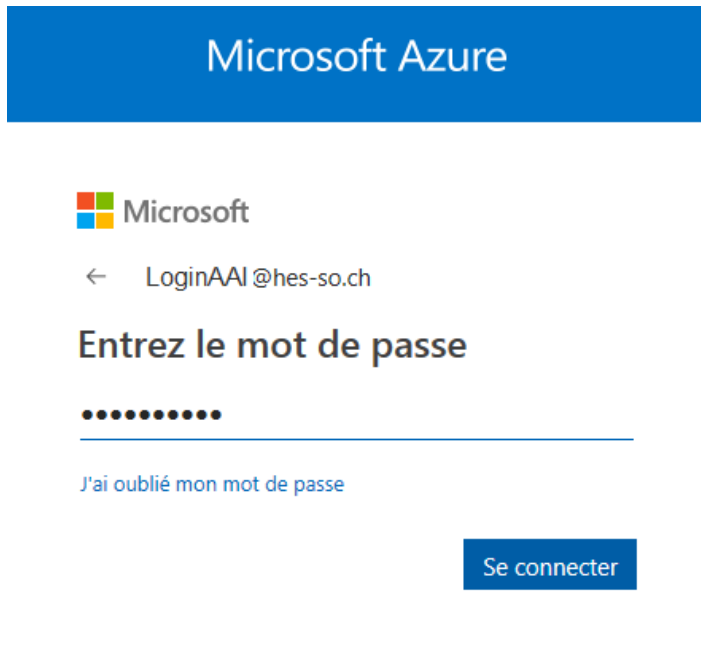 Microsoft Azure
Microsoft
← LoginAAI@hes-so.ch
Entrez le mot de passe
••••••••••
J'ai oublié mon mot de passe
Se connecter